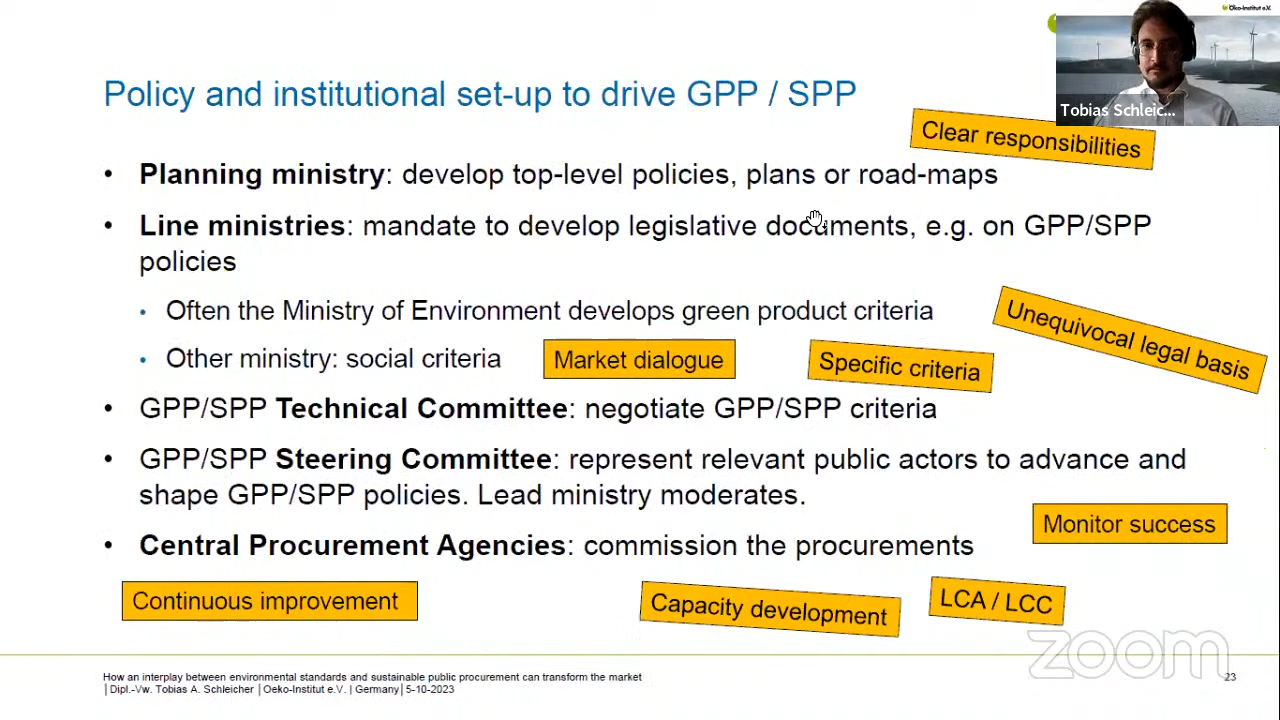 Öko-Institut e.V.
Tobias Schleic...
Policy and institutional set-up to drive GPP / SPP
Clear responsibilities
• Planning ministry: develop top-level policies, plans or road-maps
• Line ministries: mandate to develop legislative documents, e.g. on GPP/SPP
policies
• Often the Ministry of Environment develops green product criteria
Unequivocal legal basis
• Other ministry: social criteria
Market dialogue
Specific criteria
• GPP/SPP Technical Committee: negotiate GPP/SPP criteria
• GPP/SPP Steering Committee: represent relevant public actors to advance and
shape GPP/SPP policies. Lead ministry moderates.
Monitor success
• Central Procurement Agencies: commission the procurements
Continuous improvement
Capacity development
LCA / LCC
zoom
How an interplay between environmental standards and sustainable public procurement can transform the market
│Dipl.-Vw. Tobias A. Schleicher │Oeko-Institut e.V.│Germany│5-10-2023
23